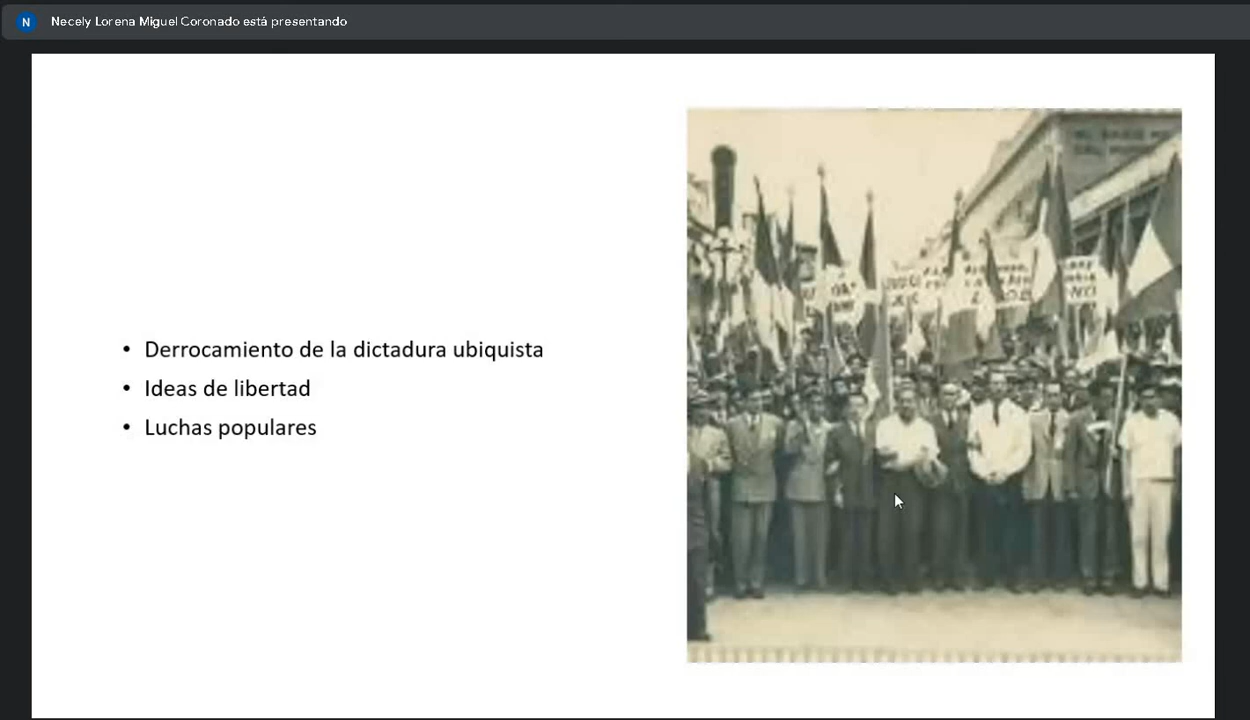 N Necely Lorena Miguel Coronado está presentando
• Derrocamiento de la dictadura ubiquista
• Ideas de libertad
• Luchas populares